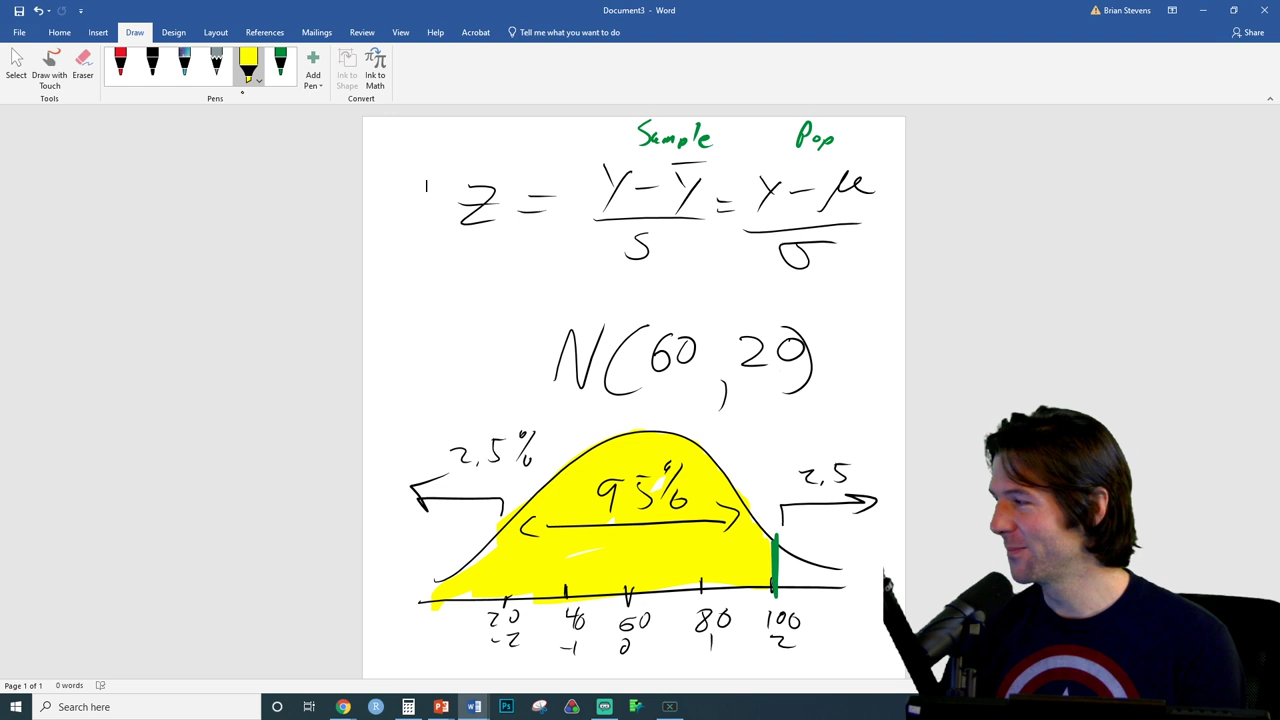 Document3 - Word
Brian Stevens
File Home Insert Draw Design Layout References Mailings Review View Help Acrobat Tell me what you want to do
Share
Select Draw with Touch Eraser Add Pen Ink to Shape Ink to Math
Tools Pens Convert
Sample Pop
Z = Y - Y̅ / S = Y - μ / σ
N(60, 20)
2.5% 95% 2.5
20 40 60 80 100
-2 -1 0 1 2
Page 1 of 1 0 words
Search here